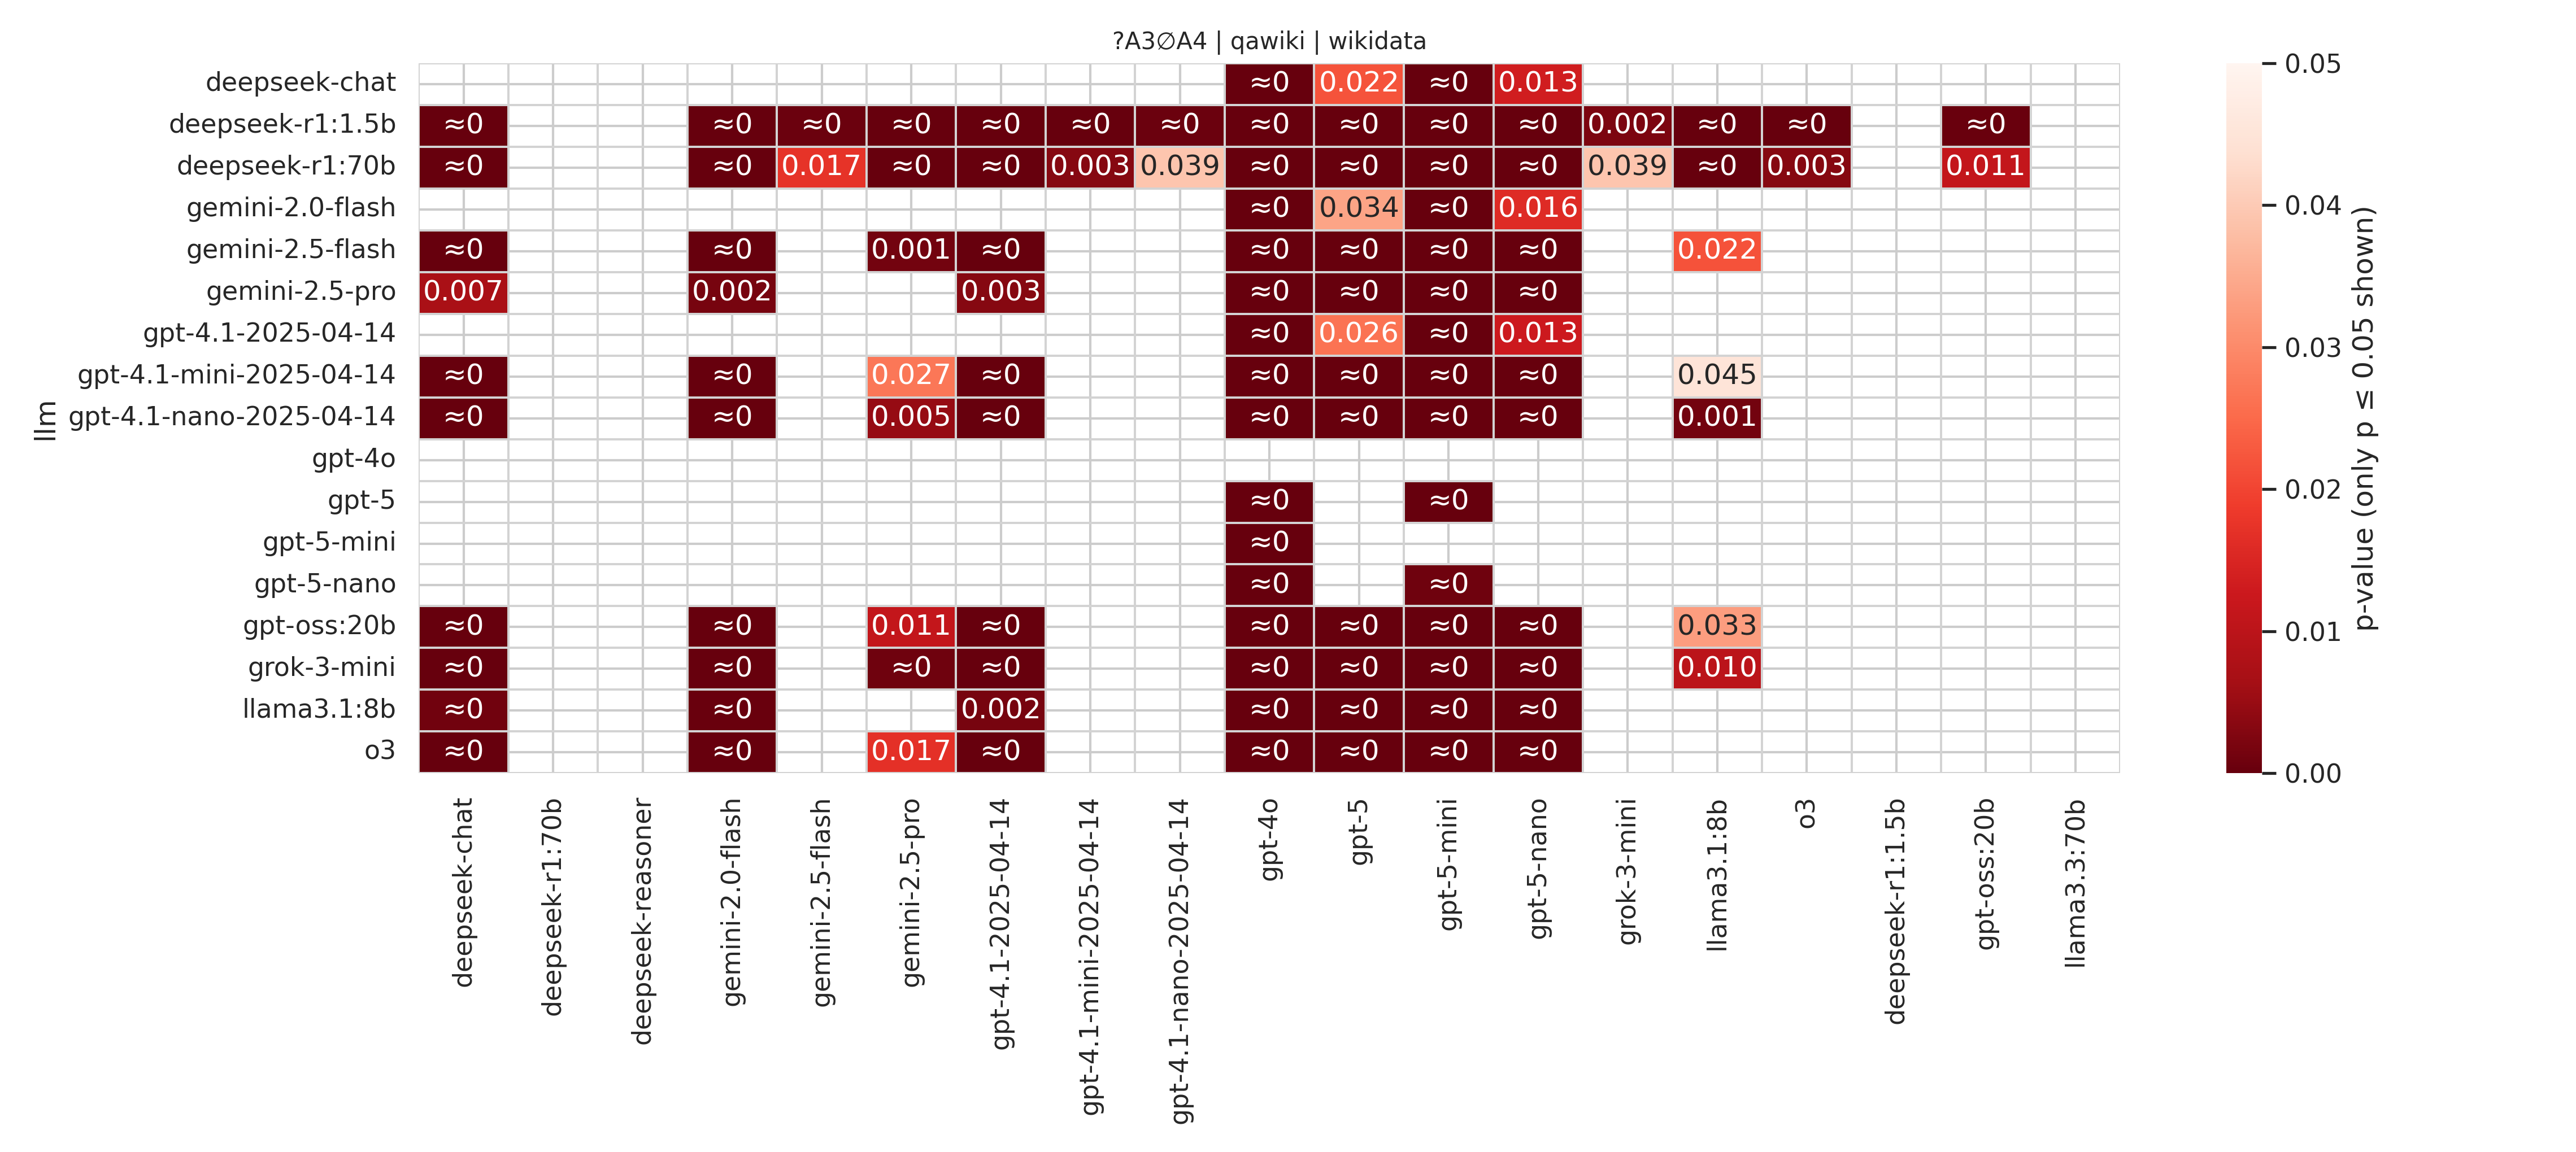 ?A3∅A4 | qawiki | wikidata
deepseek-chat ≈0 0.022 ≈0 0.013
deepseek-r1:1.5b ≈0 ≈0 ≈0 ≈0 ≈0 ≈0 ≈0 ≈0 ≈0 ≈0 ≈0 0.002 ≈0 ≈0 ≈0
deepseek-r1:70b ≈0 ≈0 0.017 ≈0 ≈0 0.003 0.039 ≈0 ≈0 ≈0 ≈0 0.039 ≈0 0.003 0.011
gemini-2.0-flash ≈0 0.034 ≈0 0.016
gemini-2.5-flash ≈0 ≈0 0.001 ≈0 ≈0 ≈0 ≈0 ≈0 0.022
gemini-2.5-pro 0.007 0.002 0.003 ≈0 ≈0 ≈0 ≈0
gpt-4.1-2025-04-14 ≈0 0.026 ≈0 0.013
gpt-4.1-mini-2025-04-14 ≈0 ≈0 0.027 ≈0 ≈0 ≈0 ≈0 ≈0 0.045
gpt-4.1-nano-2025-04-14 ≈0 ≈0 0.005 ≈0 ≈0 ≈0 ≈0 ≈0 0.001
gpt-4o
gpt-5 ≈0 ≈0
gpt-5-mini ≈0
gpt-5-nano ≈0 ≈0
gpt-oss:20b ≈0 ≈0 0.011 ≈0 ≈0 ≈0 ≈0 ≈0 0.033
grok-3-mini ≈0 ≈0 ≈0 ≈0 ≈0 ≈0 ≈0 ≈0 0.010
llama3.1:8b ≈0 ≈0 0.002 ≈0 ≈0 ≈0 ≈0
o3 ≈0 ≈0 0.017 ≈0 ≈0 ≈0 ≈0 ≈0
llm
deepseek-chat
deepseek-r1:70b
deepseek-reasoner
gemini-2.0-flash
gemini-2.5-flash
gemini-2.5-pro
gpt-4.1-2025-04-14
gpt-4.1-mini-2025-04-14
gpt-4.1-nano-2025-04-14
gpt-4o
gpt-5
gpt-5-mini
gpt-5-nano
grok-3-mini
llama3.1:8b
o3
deepseek-r1:1.5b
gpt-oss:20b
llama3.3:70b
0.05
0.04
0.03
0.02
0.01
0.00
p-value (only p ≤ 0.05 shown)